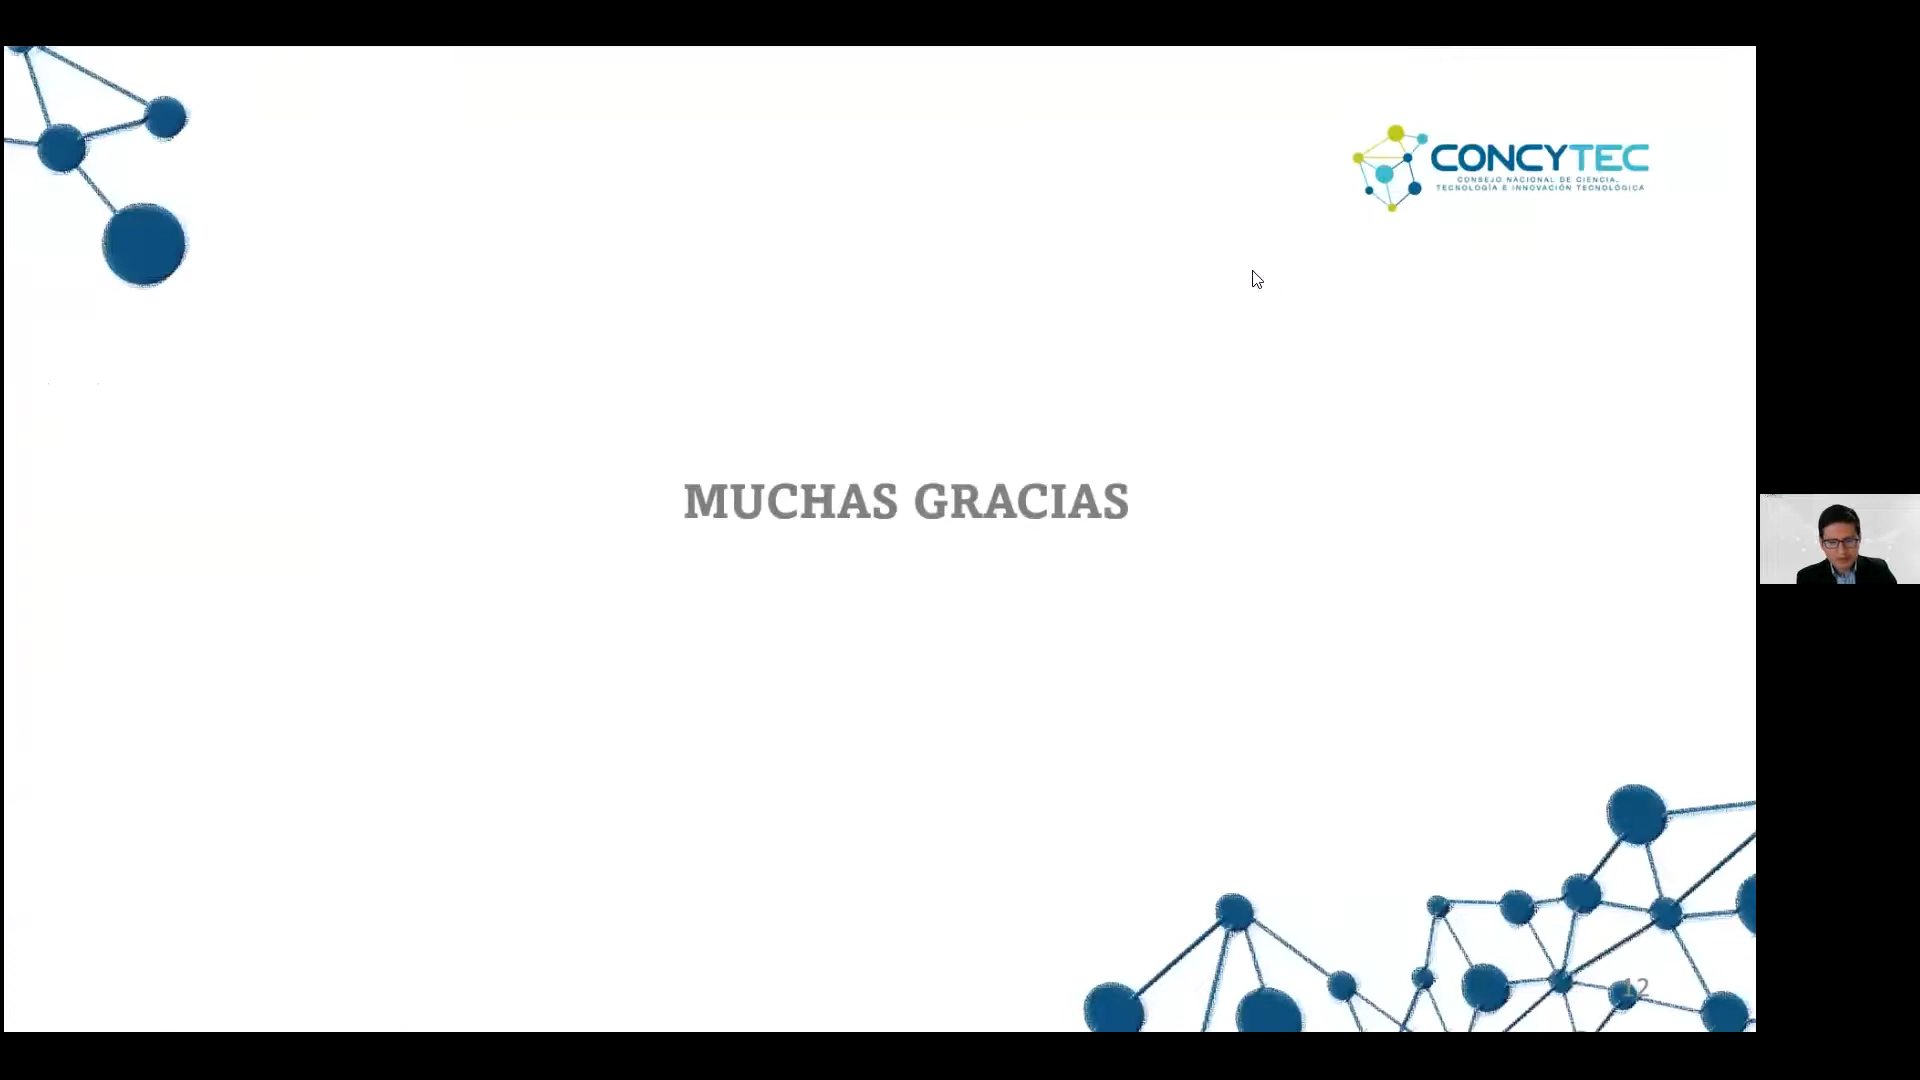 CONCYTEC
CONSEJO NACIONAL DE CIENCIA,
TECNOLOGÍA E INNOVACIÓN TECNOLÓGICA
MUCHAS GRACIAS
12